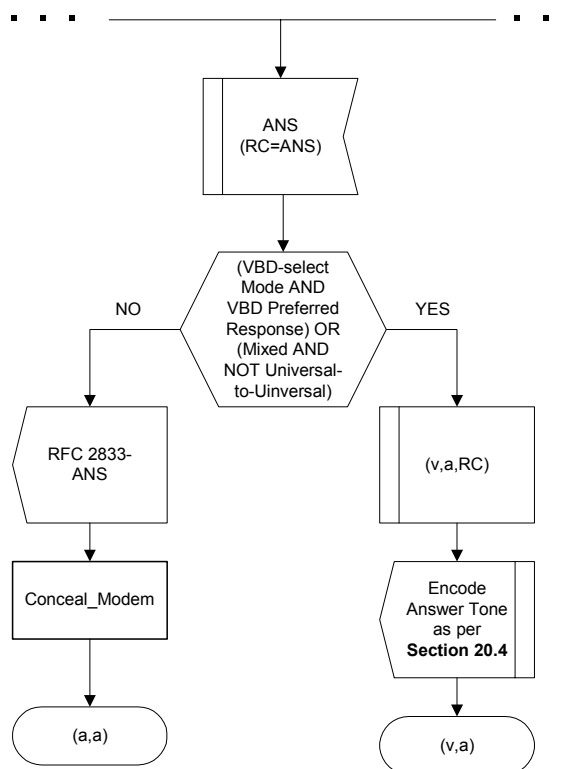 ANS
(RC=ANS)
(VBD-select
Mode AND
VBD Preferred
Response) OR
(Mixed AND
NOT Universal-
to-Uinversal)
NO
YES
RFC 2833-
ANS
(v,a,RC)
Conceal_Modem
Encode
Answer Tone
as per
Section 20.4
(a,a)
(v,a)